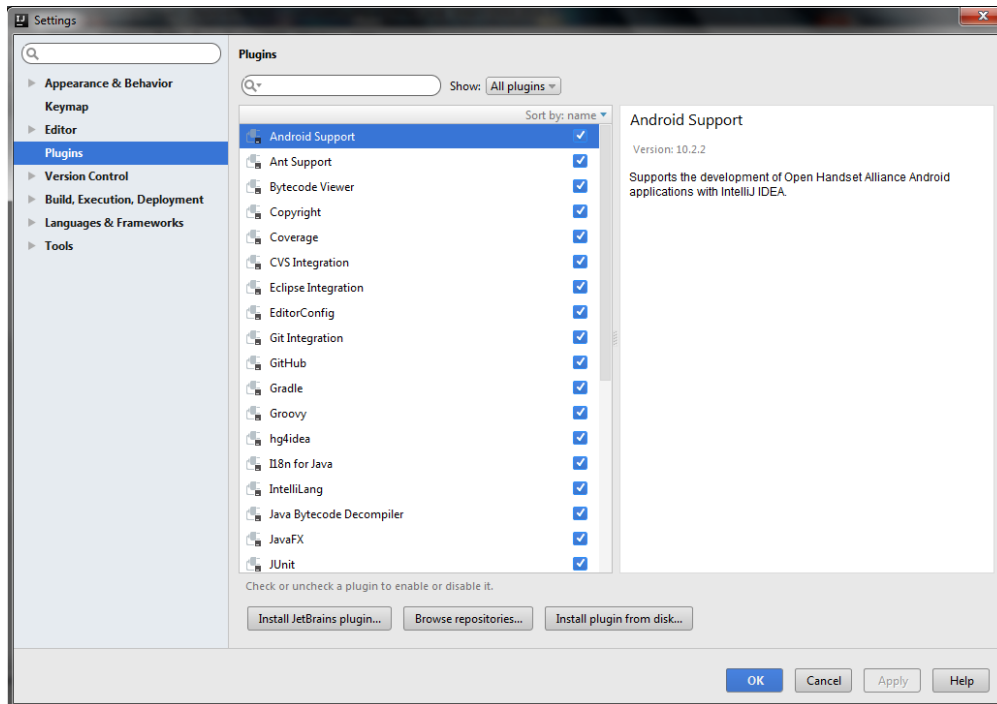 Settings
Appearance & Behavior
Keymap
Editor
Plugins
Version Control
Build, Execution, Deployment
Languages & Frameworks
Tools
Plugins
Show: All plugins
Sort by: name
Android Support
Ant Support
Bytecode Viewer
Copyright
Coverage
CVS Integration
Eclipse Integration
EditorConfig
Git Integration
GitHub
Gradle
Groovy
hg4idea
I18n for Java
IntelliLang
Java Bytecode Decompiler
JavaFX
JUnit
Android Support
Version: 10.2.2
Supports the development of Open Handset Alliance Android
applications with IntelliJ IDEA.
Check or uncheck a plugin to enable or disable it.
Install JetBrains plugin... Browse repositories... Install plugin from disk...
OK Cancel Apply Help